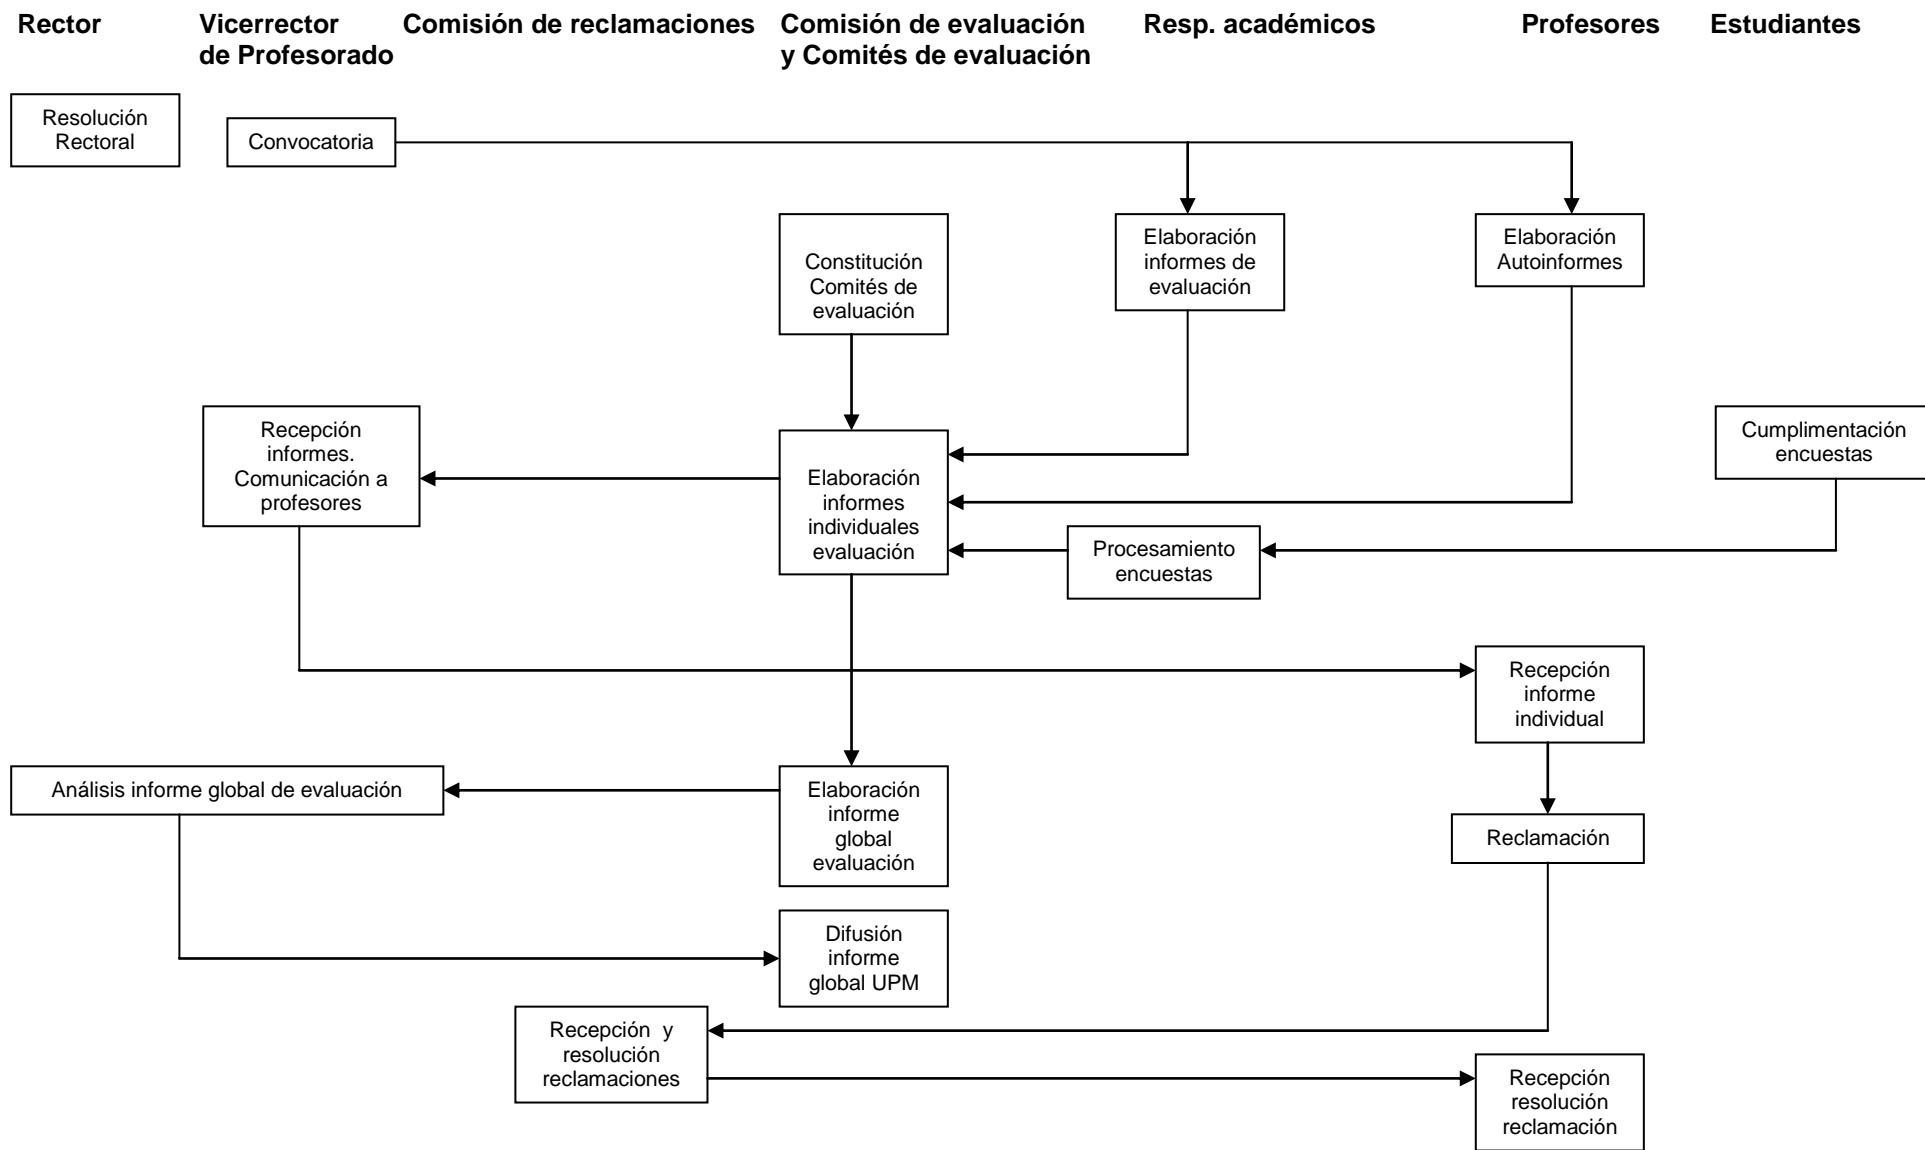 Rector
Vicerrector
de Profesorado
Comisión de reclamaciones
Comisión de evaluación
y Comités de evaluación
Resp. académicos
Profesores
Estudiantes
Resolución
Rectoral
Convocatoria
Constitución
Comités de
evaluación
Elaboración
informes de
evaluación
Elaboración
Autoinformes
Recepción
informes.
Comunicación a
profesores
Elaboración
informes
individuales
evaluación
Cumplimentación
encuestas
Procesamiento
encuestas
Recepción
informe
individual
Análisis informe global de evaluación
Elaboración
informe
global
evaluación
Reclamación
Difusión
informe
global UPM
Recepción y
resolución
reclamaciones
Recepción
resolución
reclamación